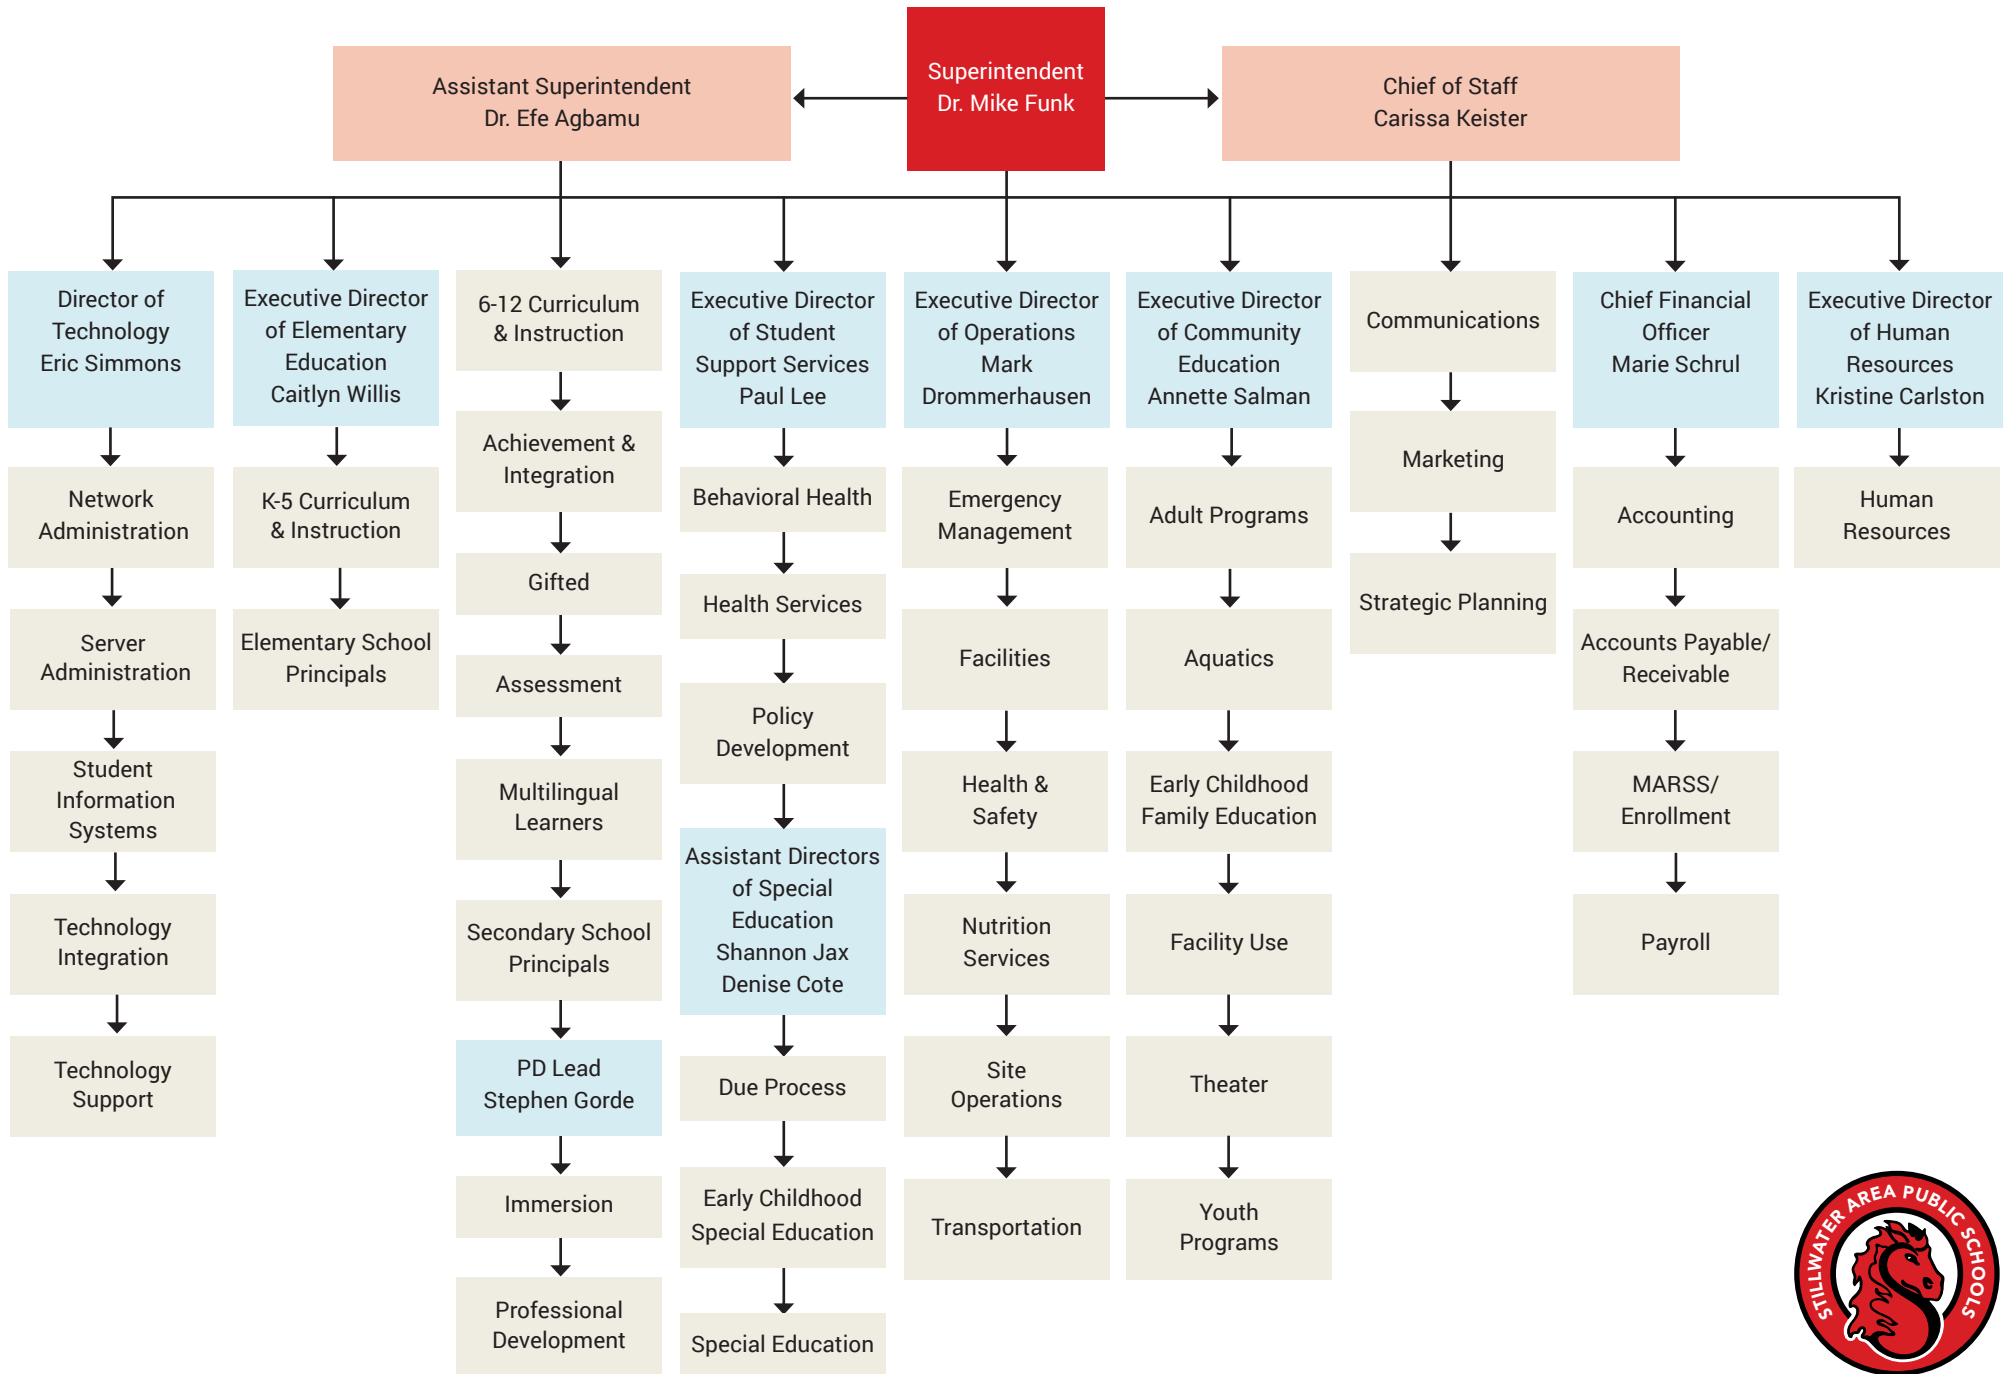 Assistant Superintendent
Dr. Efe Agbamu
Superintendent
Dr. Mike Funk
Chief of Staff
Carissa Keister
Director of
Technology
Eric Simmons
Network
Administration
Server
Administration
Student
Information
Systems
Technology
Integration
Technology
Support
Executive Director
of Elementary
Education
Caitlyn Willis
K-5 Curriculum
& Instruction
Elementary School
Principals
6-12 Curriculum
& Instruction
Achievement &
Integration
Gifted
Assessment
Multilingual
Learners
Secondary School
Principals
PD Lead
Stephen Gorde
Immersion
Professional
Development
Executive Director
of Student
Support Services
Paul Lee
Behavioral Health
Health Services
Policy
Development
Assistant Directors
of Special
Education
Shannon Jax
Denise Cote
Due Process
Early Childhood
Special Education
Special Education
Executive Director
of Operations
Mark
Drommerhausen
Emergency
Management
Facilities
Health &
Safety
Nutrition
Services
Site
Operations
Transportation
Executive Director
of Community
Education
Annette Salman
Adult Programs
Aquatics
Early Childhood
Family Education
Facility Use
Theater
Youth
Programs
Communications
Marketing
Strategic Planning
Chief Financial
Officer
Marie Schrul
Accounting
Accounts Payable/
Receivable
MARSS/
Enrollment
Payroll
Executive Director
of Human
Resources
Kristine Carlston
Human
Resources
STILLWATER AREA PUBLIC SCHOOLS